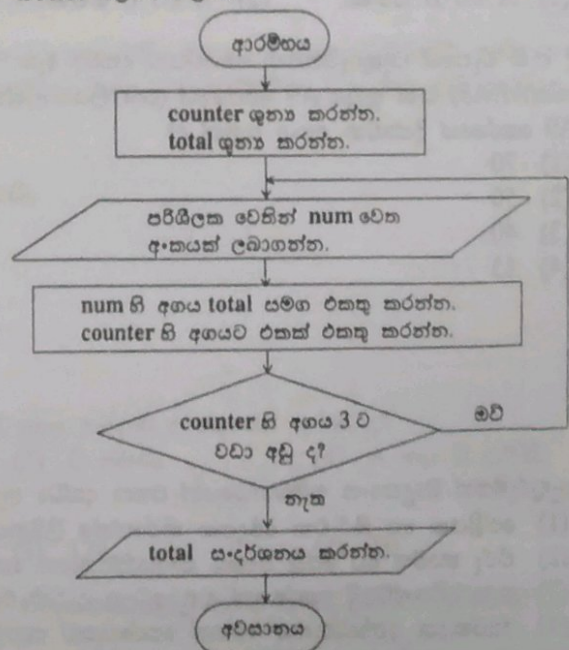 ආරම්භය
counter ශුන්‍ය කරන්න.
total ශුන්‍ය කරන්න.
පරිශීලක වෙතින් num වෙත
අංකයක් ලබාගන්න.
num හි අගය total සමග එකතු කරන්න.
counter හි අගයට එකක් එකතු කරන්න.
counter හි අගය 3 ට
වඩා අඩු ද?
ඔව්
නැත
total සංදර්ශනය කරන්න.
අවසානය